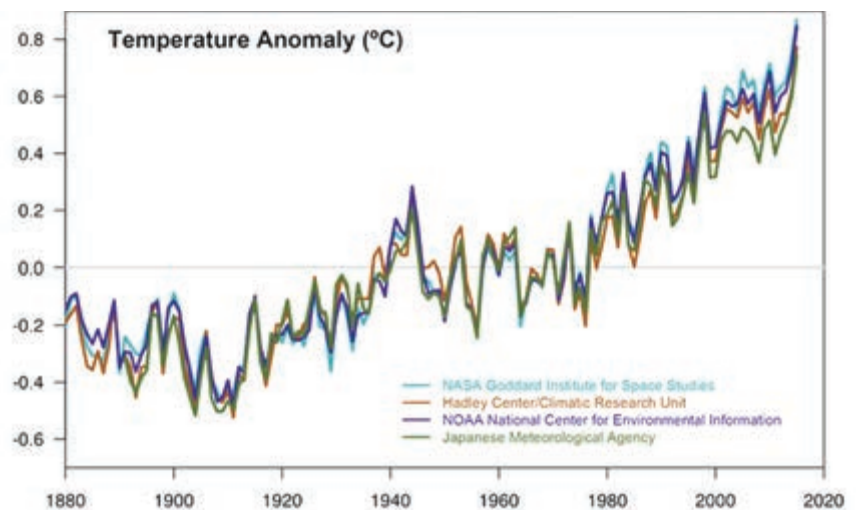 Temperature Anomaly (ºC)
0.8
0.6
0.4
0.2
0.0
-0.2
-0.4
-0.6
NASA Goddard Institute for Space Studies
Hadley Center/Climatic Research Unit
NOAA National Center for Environmental Information
Japanese Meteorological Agency
1880 1900 1920 1940 1960 1980 2000 2020